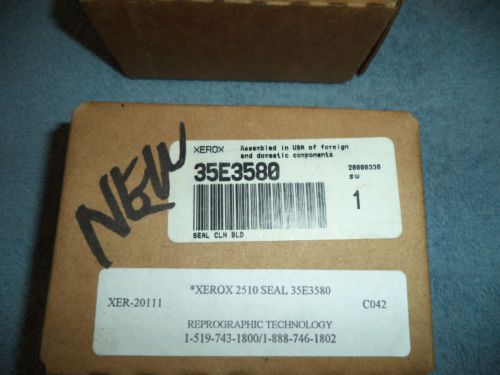 NEW
XEROX Assembled in USA of foreign
and domestic components
35E3580
20000330
SW
1
SEAL CLN BLD
*XEROX 2510 SEAL 35E3580
XER-20111 C042
REPROGRAPHIC TECHNOLOGY
1-519-743-1800/1-888-746-1802